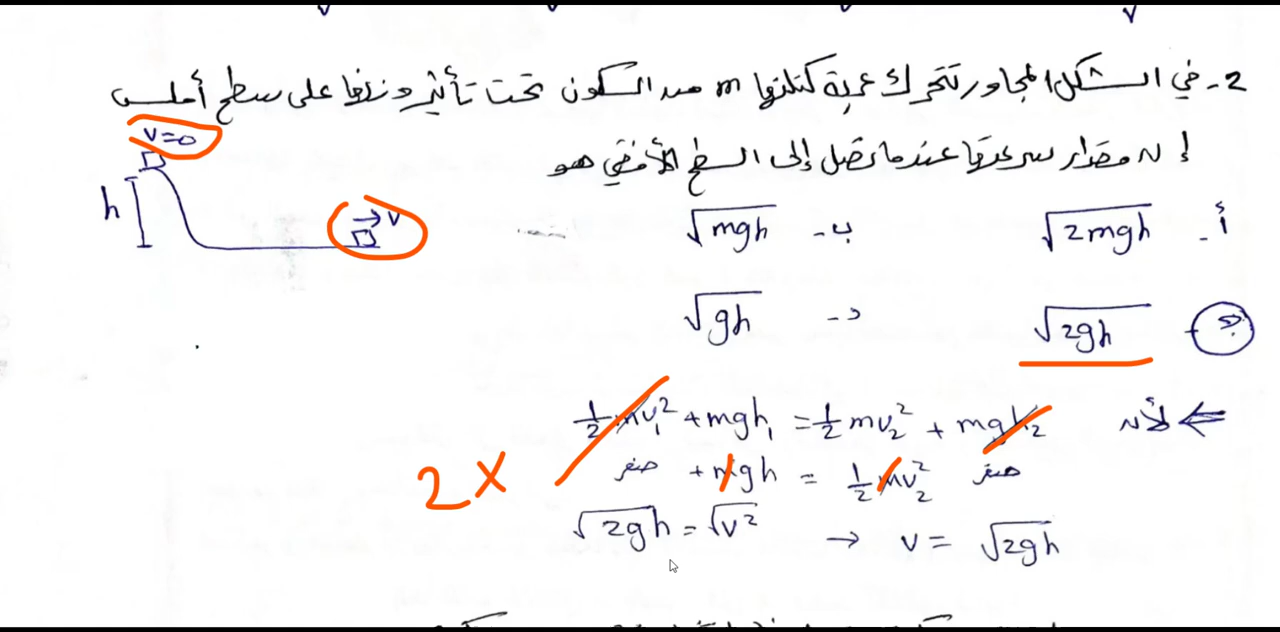 2- في الشكل المجاور تتحرك عربة كتلتها m من السكون تحت تأثير وزنها على سطح أملس
إن مقدار سرعتها عندما تصل إلى السطح الأفقي هو
v=0
h
→ v
أ- √2mgh
ب- √mgh
ج- √2gh
د- √gh
⇐ لأن ½mv₁² + mgh₁ = ½mv₂² + mgh₂
2 × صفر + mgh = ½mv₂² صفر
√2gh = √v² → v = √2gh